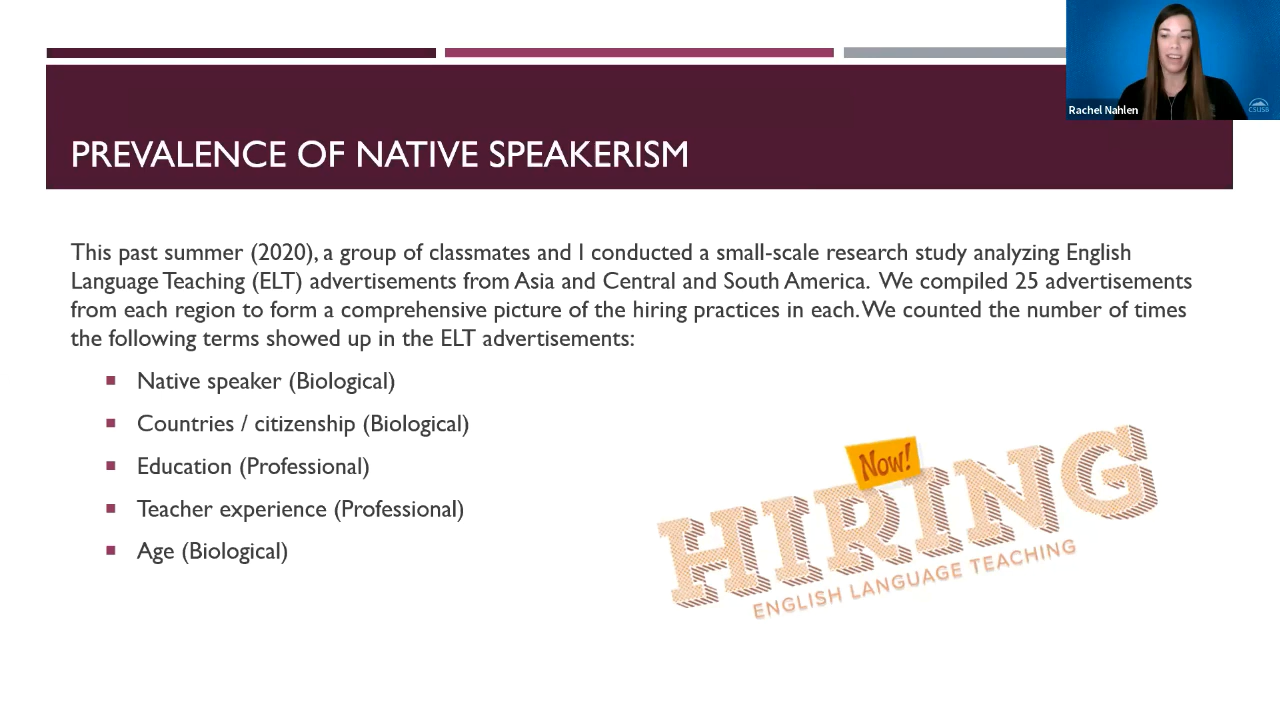 Rachel Nahlen
CSUSB
PREVALENCE OF NATIVE SPEAKERISM
This past summer (2020), a group of classmates and I conducted a small-scale research study analyzing English
Language Teaching (ELT) advertisements from Asia and Central and South America. We compiled 25 advertisements
from each region to form a comprehensive picture of the hiring practices in each. We counted the number of times
the following terms showed up in the ELT advertisements:
Native speaker (Biological)
Countries / citizenship (Biological)
Education (Professional)
Teacher experience (Professional)
Age (Biological)
Now!
HIRING
ENGLISH LANGUAGE TEACHING